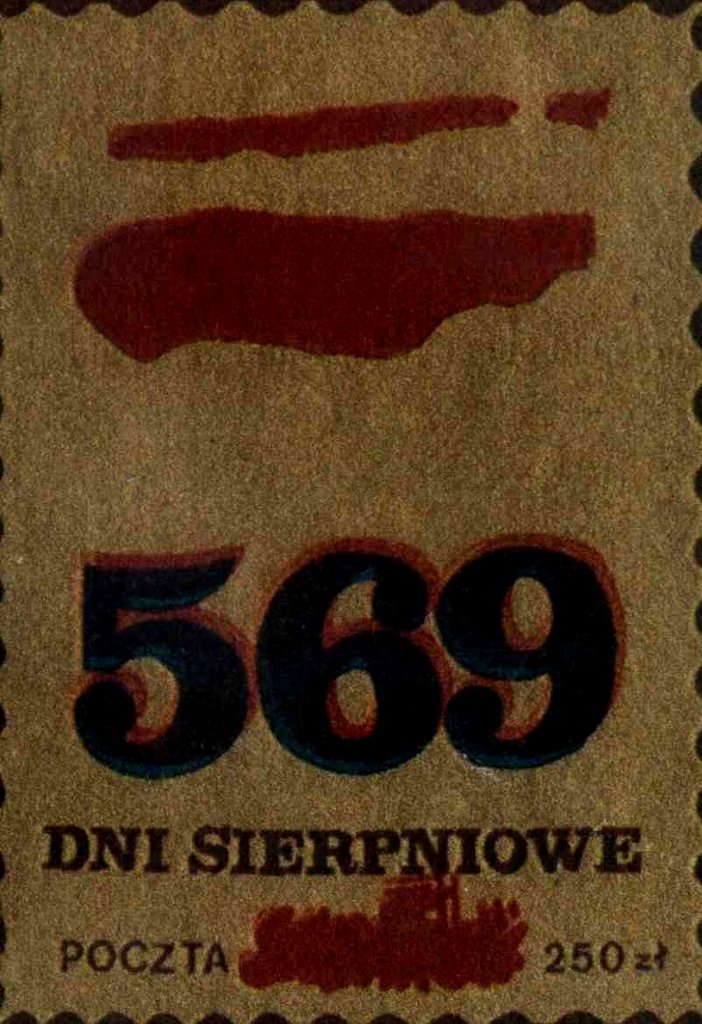 569
DNI SIERPNIOWE
POCZTA 250 zł